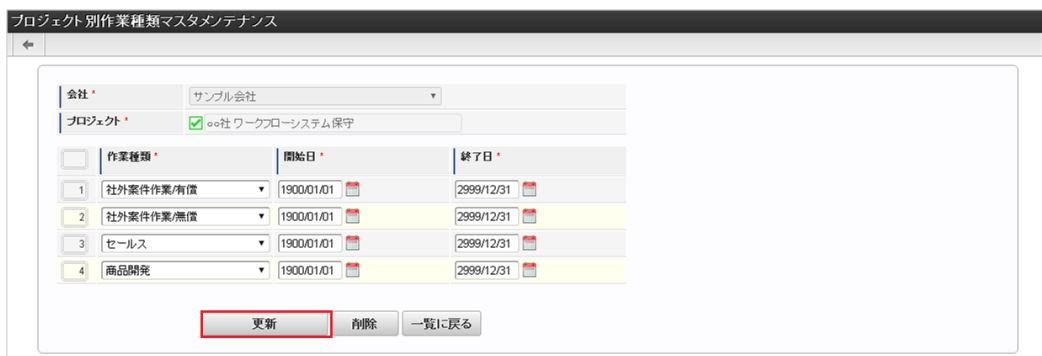 プロジェクト別作業種類マスタメンテナンス
会社 * サンプル会社
プロジェクト * ○○社 ワークフローシステム保守
作業種類 * 開始日 * 終了日 *
1 社外案件作業/有償 1900/01/01 2999/12/31
2 社外案件作業/無償 1900/01/01 2999/12/31
3 セールス 1900/01/01 2999/12/31
4 商品開発 1900/01/01 2999/12/31
更新 削除 一覧に戻る